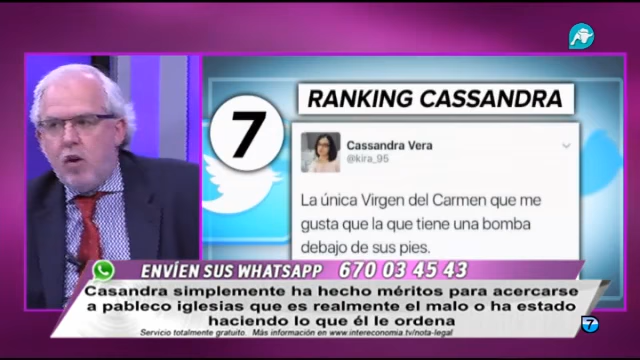 RANKING CASSANDRA
7
Cassandra Vera
@kira_95
La única Virgen del Carmen que me
gusta que la que tiene una bomba
debajo de sus pies.
ENVÍEN SUS WHATSAPP 670 03 45 43
Casandra simplemente ha hecho méritos para acercarse
a pableco iglesias que es realmente el malo o ha estado
haciendo lo que él le ordena
Servicio totalmente gratuito. Más información en www.intereconomia.tv/nota-legal
7